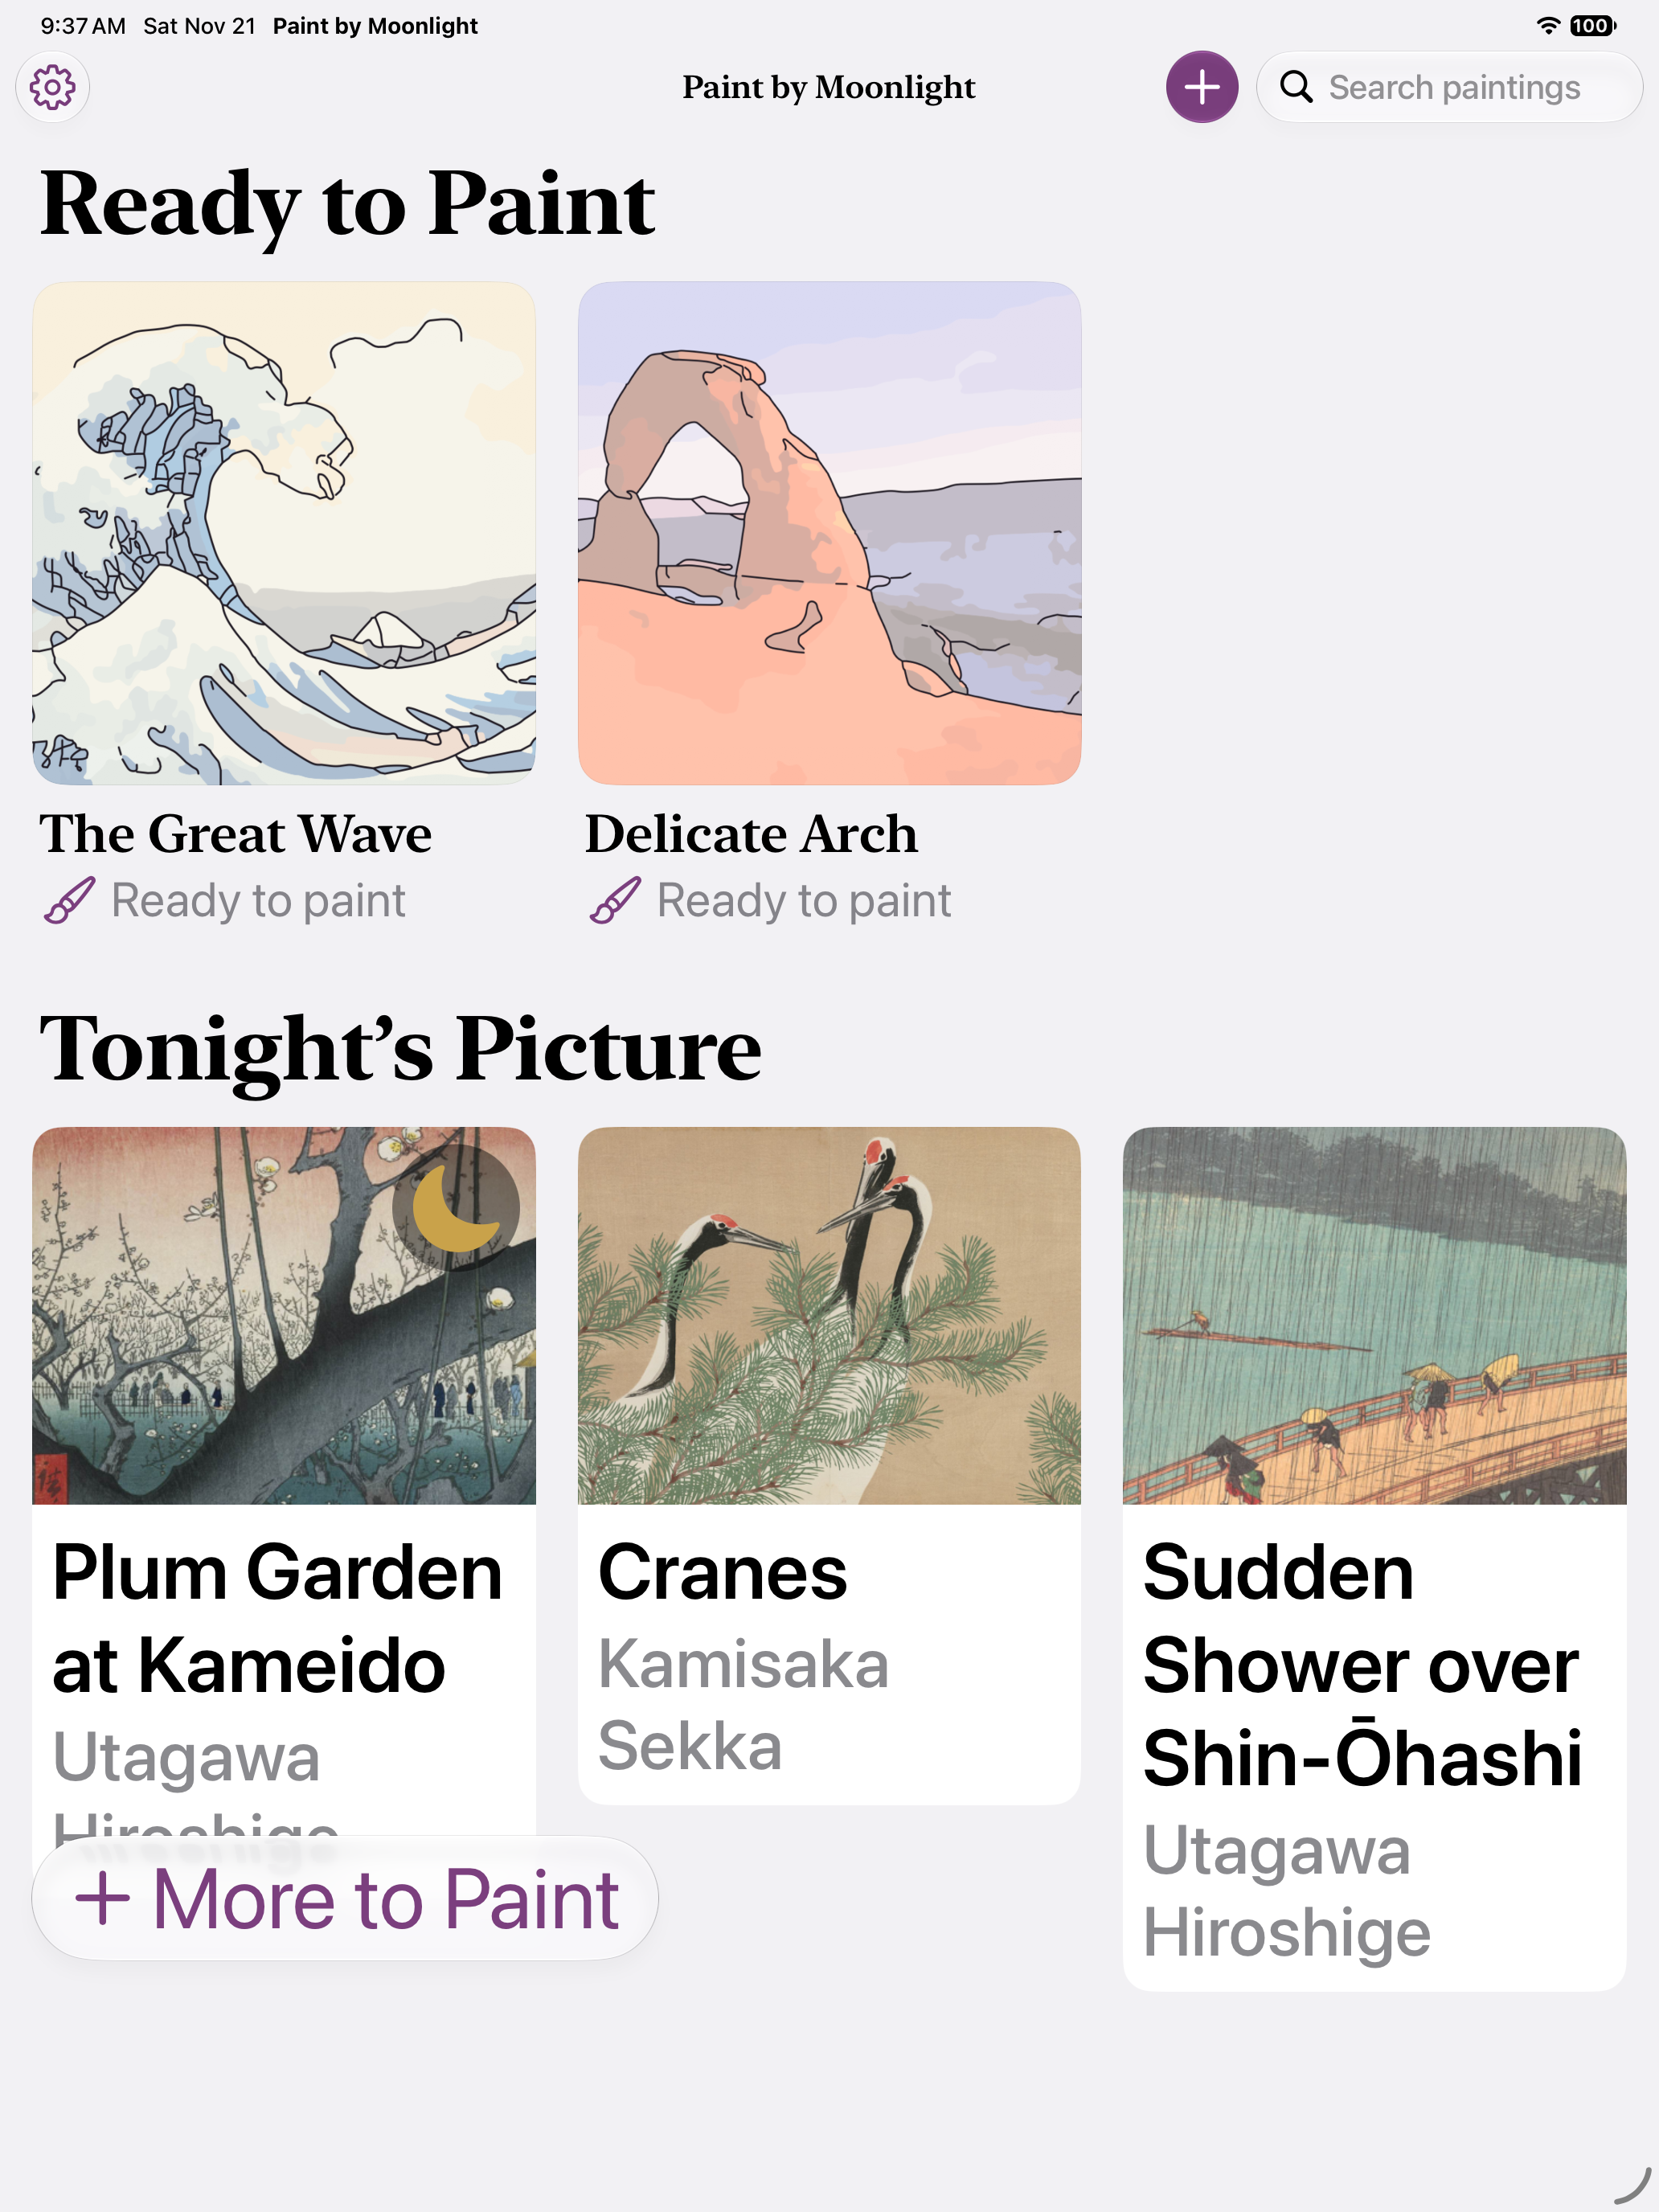 9:37 AM Sat Nov 21 Paint by Moonlight
100
Paint by Moonlight
Search paintings
Ready to Paint
The Great Wave
Ready to paint
Delicate Arch
Ready to paint
Tonight’s Picture
Plum Garden
at Kameido
Utagawa
Hiroshige
Cranes
Kamisaka
Sekka
Sudden
Shower over
Shin-Ōhashi
Utagawa
Hiroshige
+ More to Paint